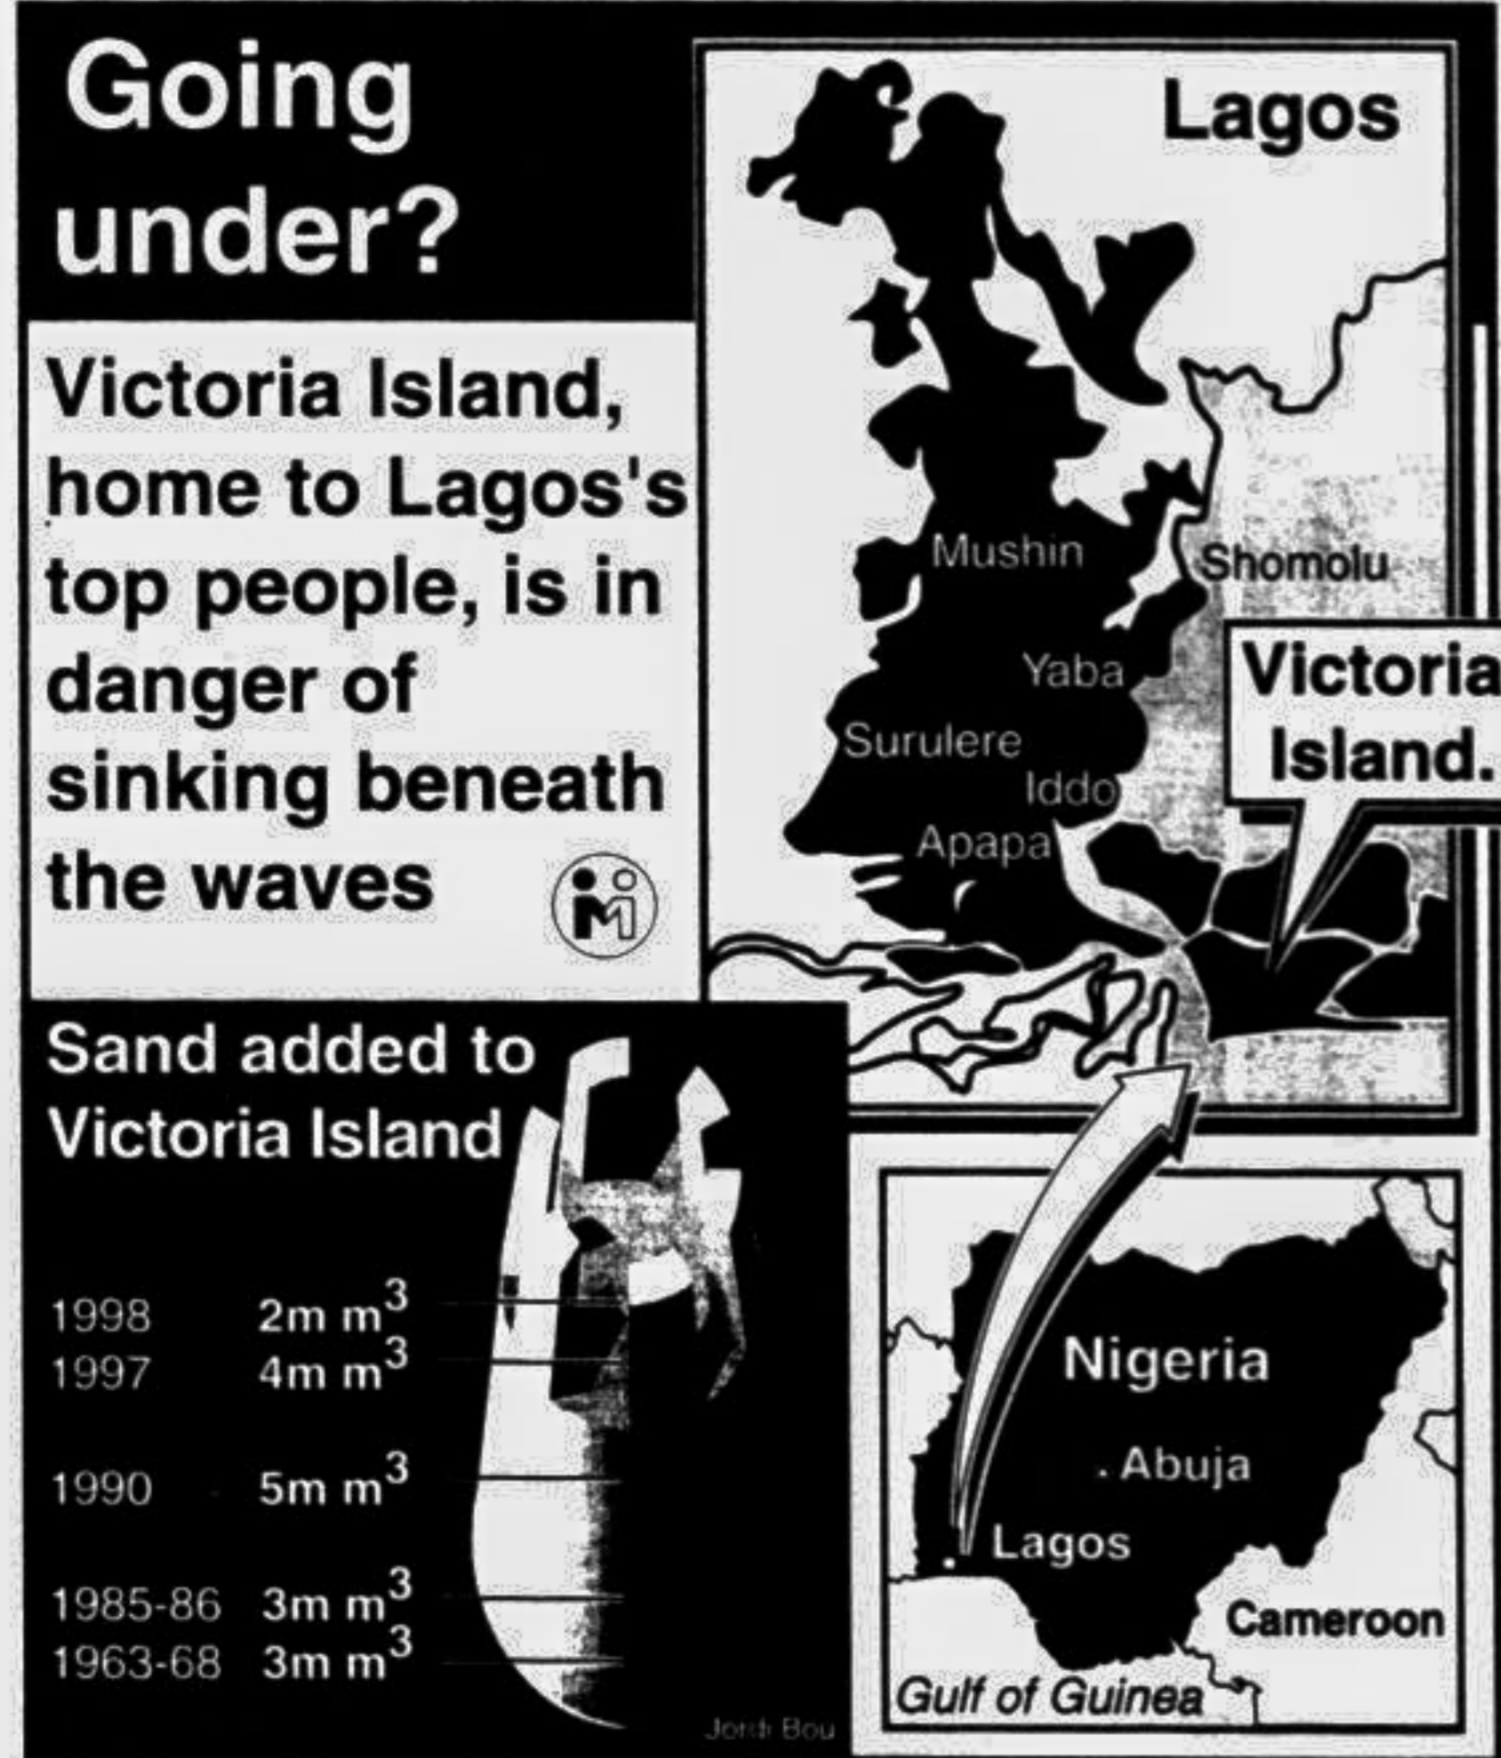 Going
under?
Victoria Island,
home to Lagos's
top people, is in
danger of
sinking beneath
the waves
Lagos
Mushin
Shomolu
Yaba
Victoria
Island.
Surulere
Iddo
Apapa
Sand added to
Victoria Island
1998 2m m³
1997 4m m³
1990 5m m³
1985-86 3m m³
1963-68 3m m³
Jordi Bou
Nigeria
Abuja
Lagos
Cameroon
Gulf of Guinea